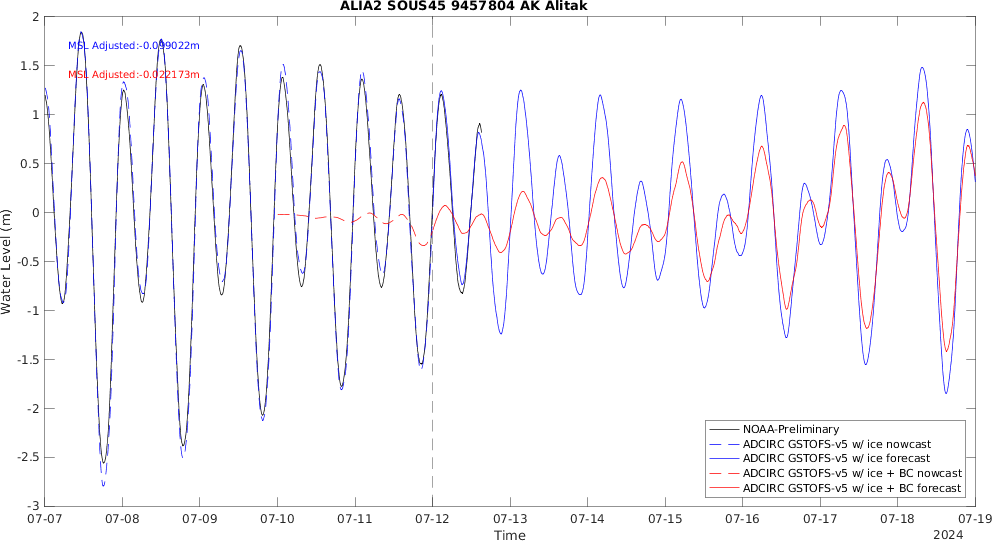 ALIA2 SOUS45 9457804 AK Alitak
MSL Adjusted:-0.099022m
MSL Adjusted:-0.022173m
Water Level (m)
2
1.5
1
0.5
0
-0.5
-1
-1.5
-2
-2.5
-3
NOAA-Preliminary
ADCIRC GSTOFS-v5 w/ ice nowcast
ADCIRC GSTOFS-v5 w/ ice forecast
ADCIRC GSTOFS-v5 w/ ice + BC nowcast
ADCIRC GSTOFS-v5 w/ ice + BC forecast
07-07 07-08 07-09 07-10 07-11 07-12 07-13 07-14 07-15 07-16 07-17 07-18 07-19
Time
2024